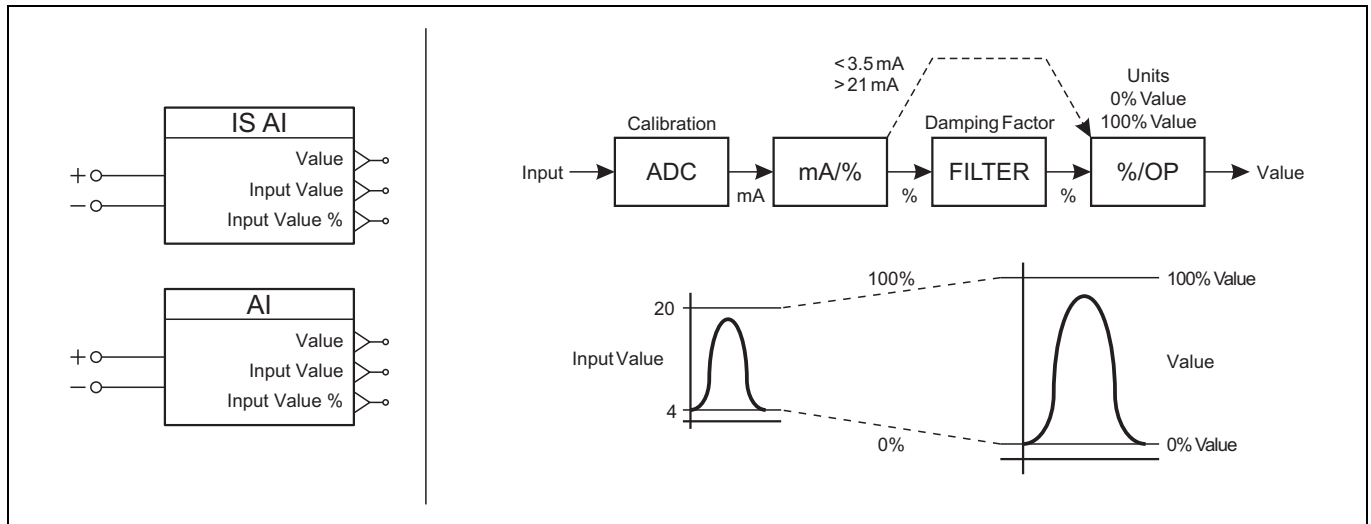 IS AI
Value
Input Value
Input Value %
+
−
AI
Value
Input Value
Input Value %
+
−
<3.5 mA
>21 mA
Units
0% Value
100% Value
Calibration
Damping Factor
Input
ADC
mA
mA/%
%
FILTER
%
%/OP
Value
20
4
Input Value
100%
0%
100% Value
Value
0% Value